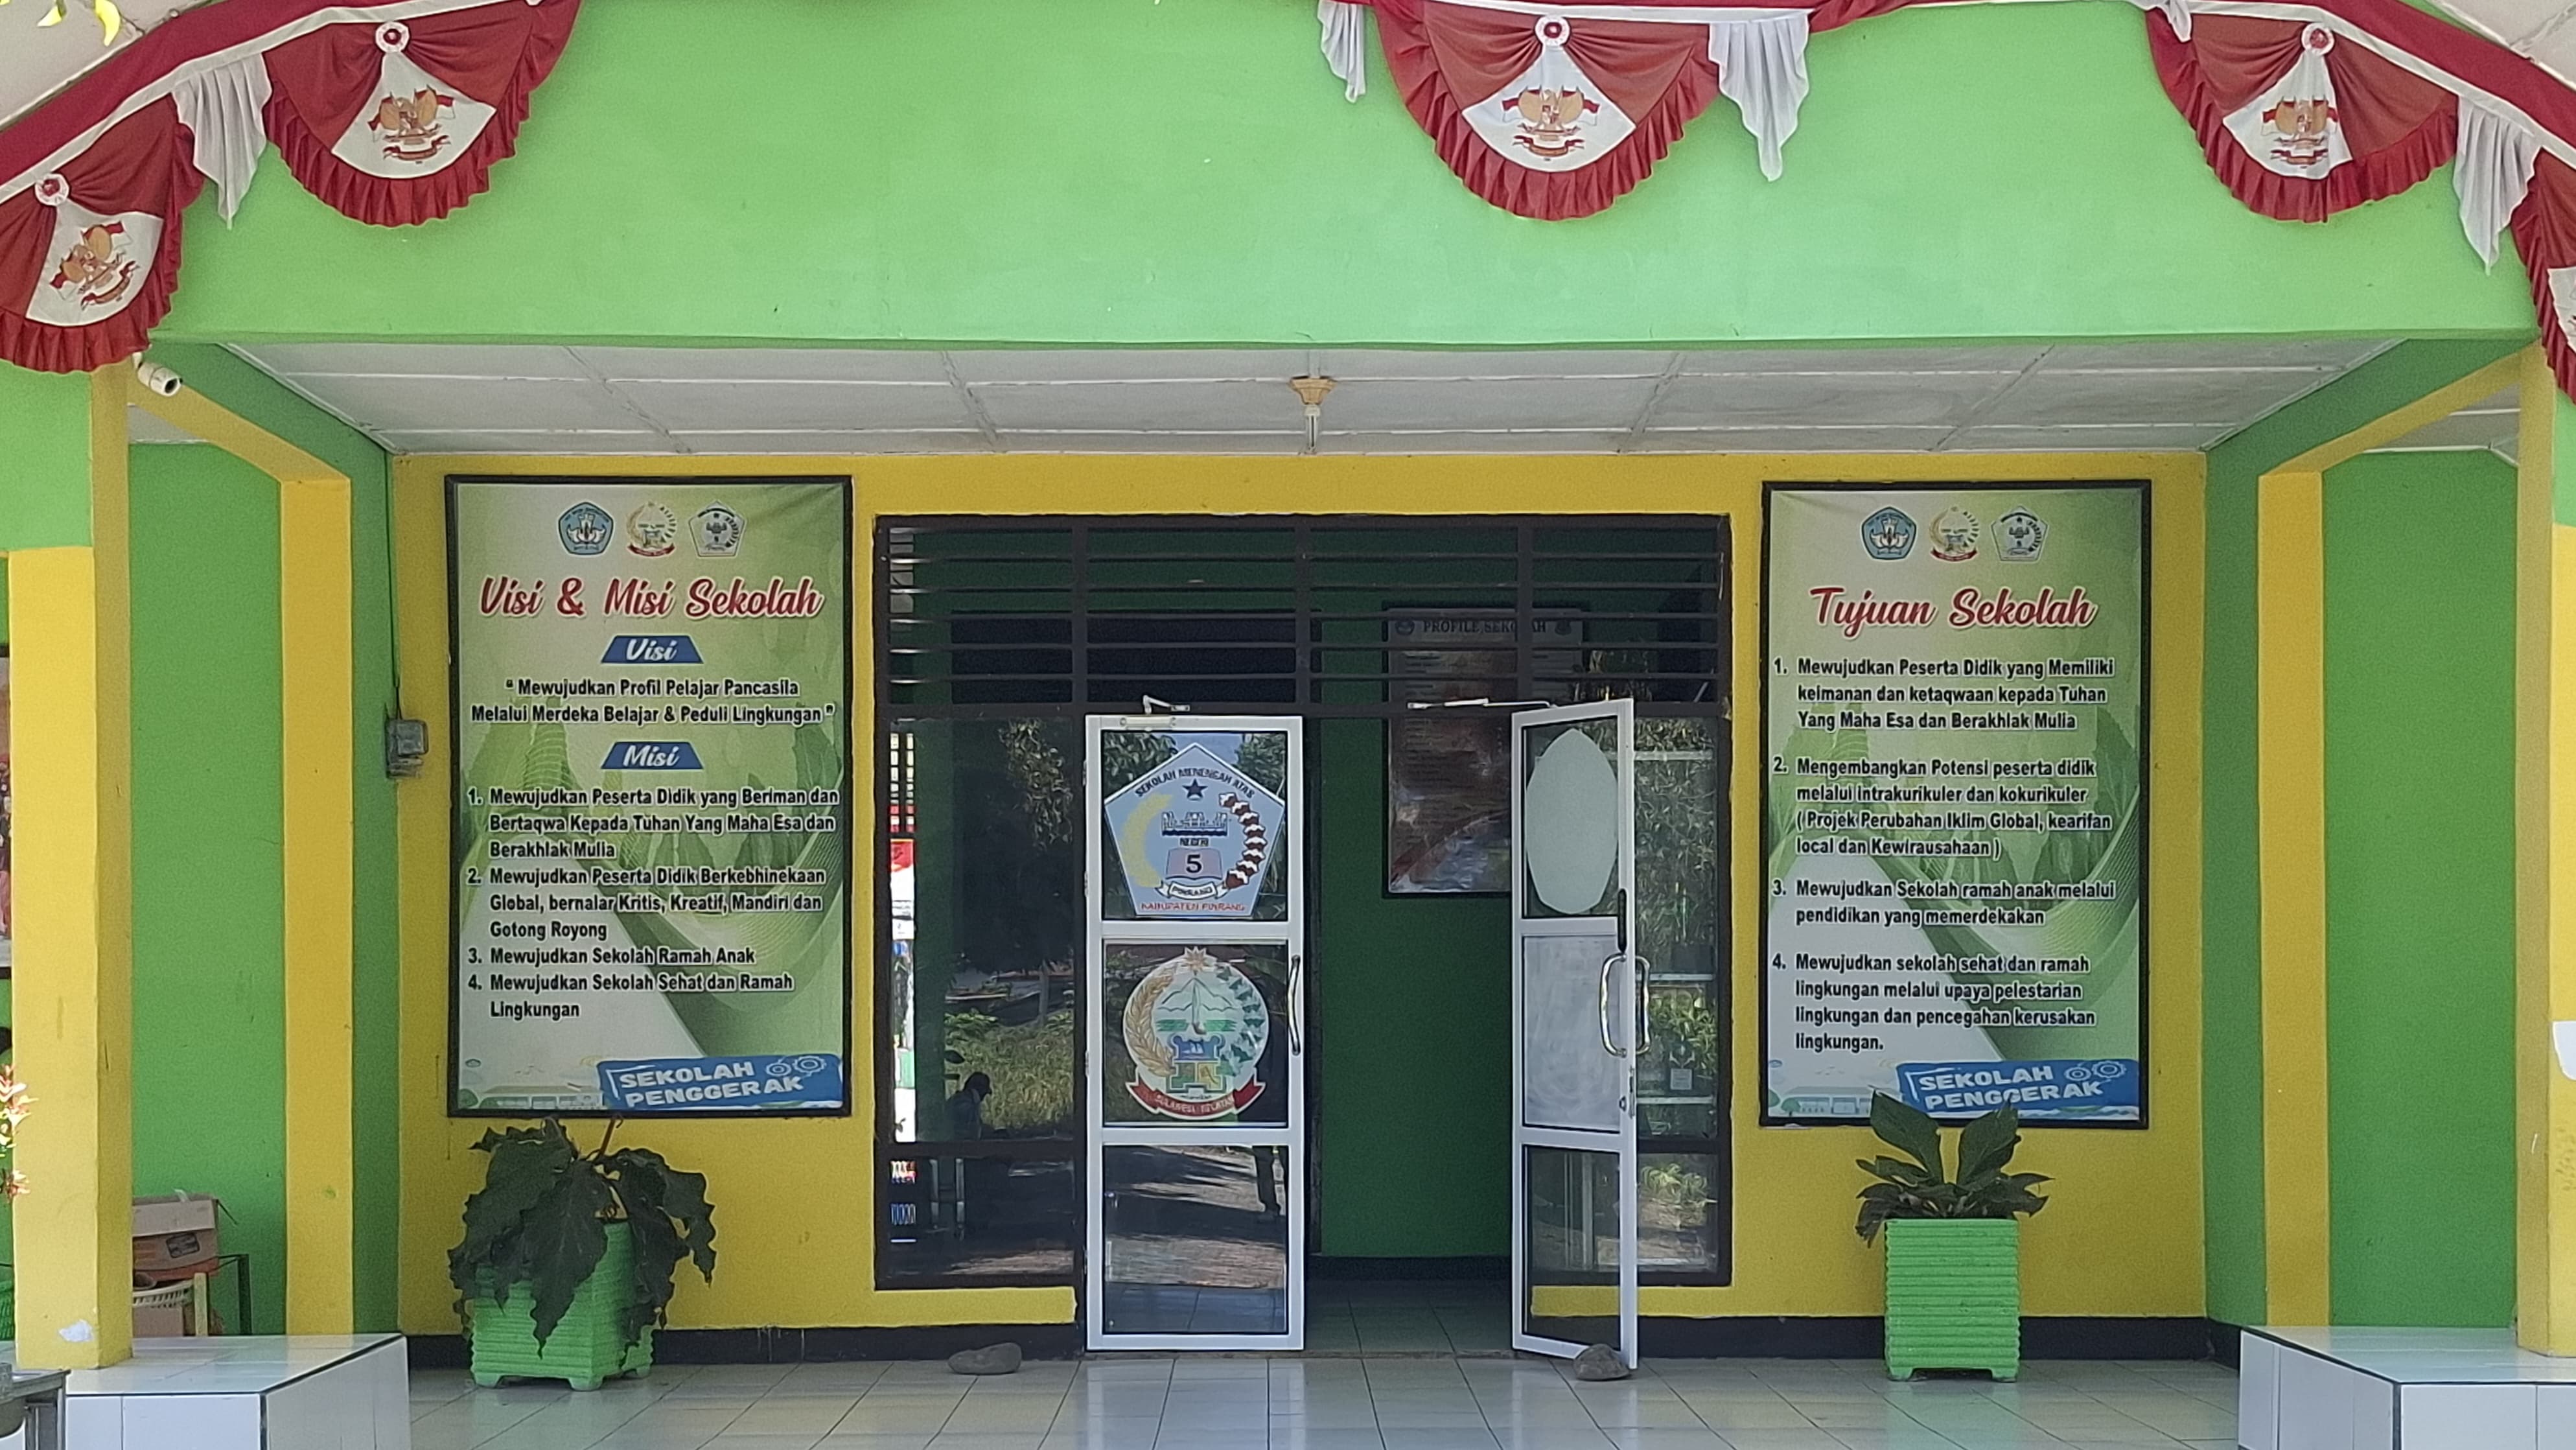 Visi & Misi Sekolah
Visi
" Mewujudkan Profil Pelajar Pancasila
Melalui Merdeka Belajar & Peduli Lingkungan "
Misi
1. Mewujudkan Peserta Didik yang Beriman dan
Bertaqwa Kepada Tuhan Yang Maha Esa dan
Berakhlak Mulia
2. Mewujudkan Peserta Didik Berkebhinekaan
Global, bernalar Kritis, Kreatif, Mandiri dan
Gotong Royong
3. Mewujudkan Sekolah Ramah Anak
4. Mewujudkan Sekolah Sehat dan Ramah
Lingkungan
SEKOLAH
PENGGERAK
PROFILE SEKOLAH
SEKOLAH MENENGAH ATAS
NEGERI
5
PINRANG
KABUPATEN PINRANG
SULAWESI SELATAN
Tujuan Sekolah
1. Mewujudkan Peserta Didik yang Memiliki
keimanan dan ketaqwaan kepada Tuhan
Yang Maha Esa dan Berakhlak Mulia
2. Mengembangkan Potensi peserta didik
melalui intrakurikuler dan kokurikuler
( Projek Perubahan Iklim Global, kearifan
local dan Kewirausahaan )
3. Mewujudkan Sekolah ramah anak melalui
pendidikan yang memerdekakan
4. Mewujudkan sekolah sehat dan ramah
lingkungan melalui upaya pelestarian
lingkungan dan pencegahan kerusakan
lingkungan.
SEKOLAH
PENGGERAK